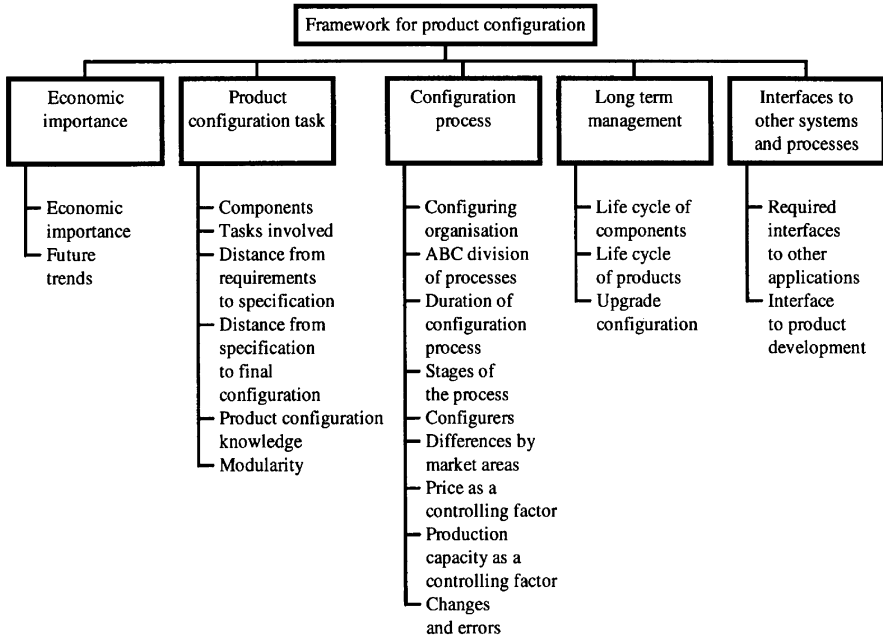 Framework for product configuration
Economic
importance
Product
configuration task
Configuration
process
Long term
management
Interfaces to
other systems
and processes
Economic
importance
Future
trends
Components
Tasks involved
Distance from
requirements
to specification
Distance from
specification
to final
configuration
Product configuration
knowledge
Modularity
Configuring
organisation
ABC division
of processes
Duration of
configuration
process
Stages of
the process
Configurers
Differences by
market areas
Price as a
controlling factor
Production
capacity as a
controlling factor
Changes
and errors
Life cycle of
components
Life cycle
of products
Upgrade
configuration
Required
interfaces
to other
applications
Interface
to product
development